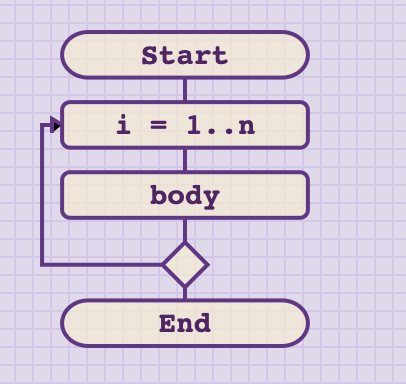 Start
i = 1..n
body
End